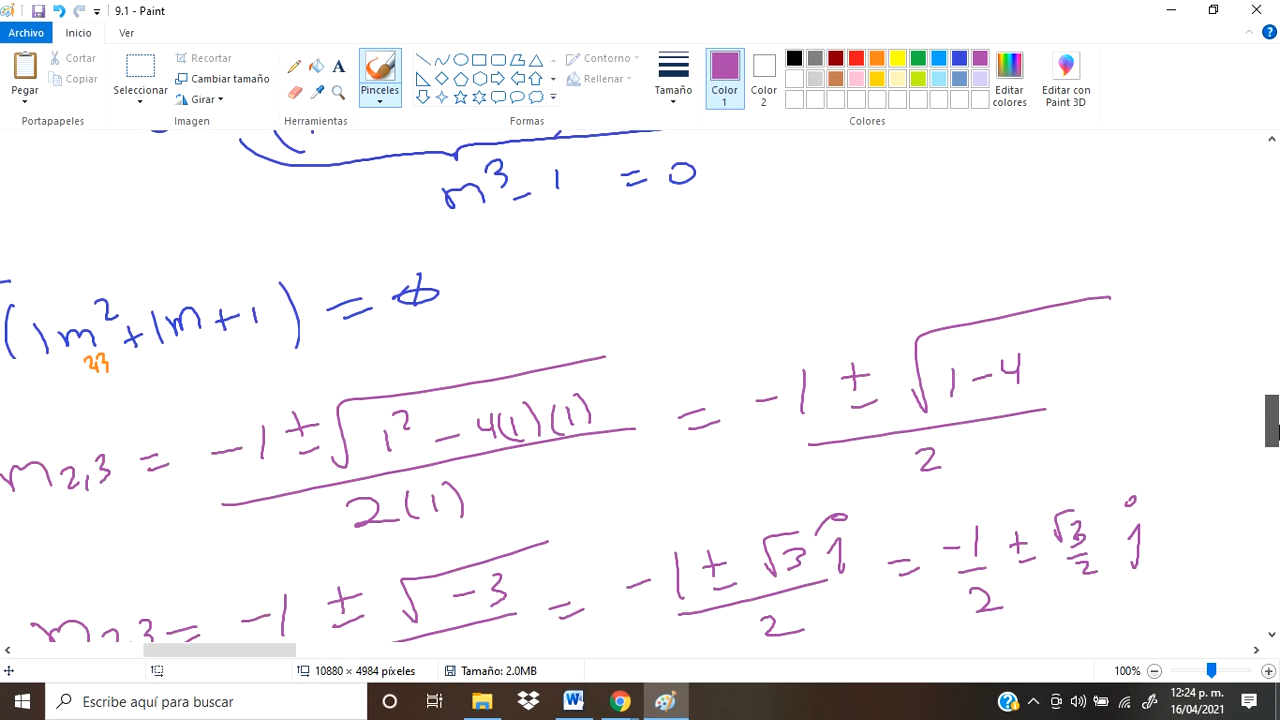 9.1 - Paint
Archivo Inicio Ver
Pegar Cortar Copiar Portapapeles
Seleccionar Recortar Cambiar tamaño Girar Imagen
A Herramientas
Pinceles
Contorno Rellenar Formas
Tamaño
Color 1 Color 2 Editar colores Colores
Editar con Paint 3D
m³ - 1 = 0
(1m² + 1m + 1) = 0
2,3
m2,3 = -1 ± √1² - 4(1)(1) / 2(1) = -1 ± √1-4 / 2
m2,3 = -1 ± √-3 = -1 ± √3 i / 2 = -1/2 ± √3/2 i
10880 × 4984 píxeles Tamaño: 2.0MB 100%
Escribe aquí para buscar
12:24 p. m.
16/04/2021